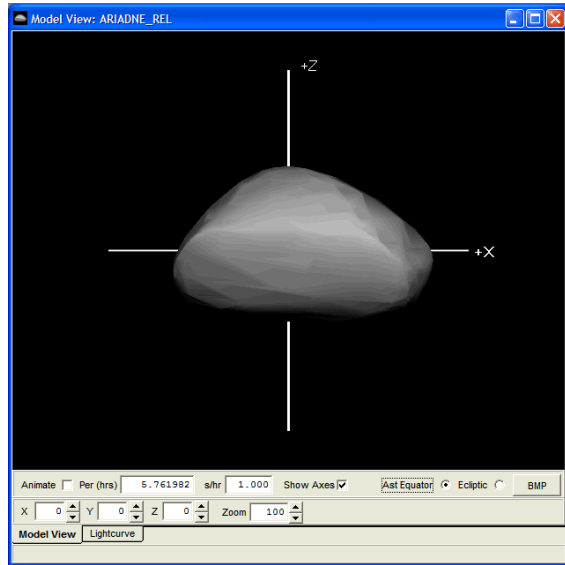 Model View: ARIADNE_REL
+Z
+X
Animate Per (hrs) 5.761982 s/hr 1.000 Show Axes Ast Equator Ecliptic BMP
X 0 Y 0 Z 0 Zoom 100
Model View Lightcurve